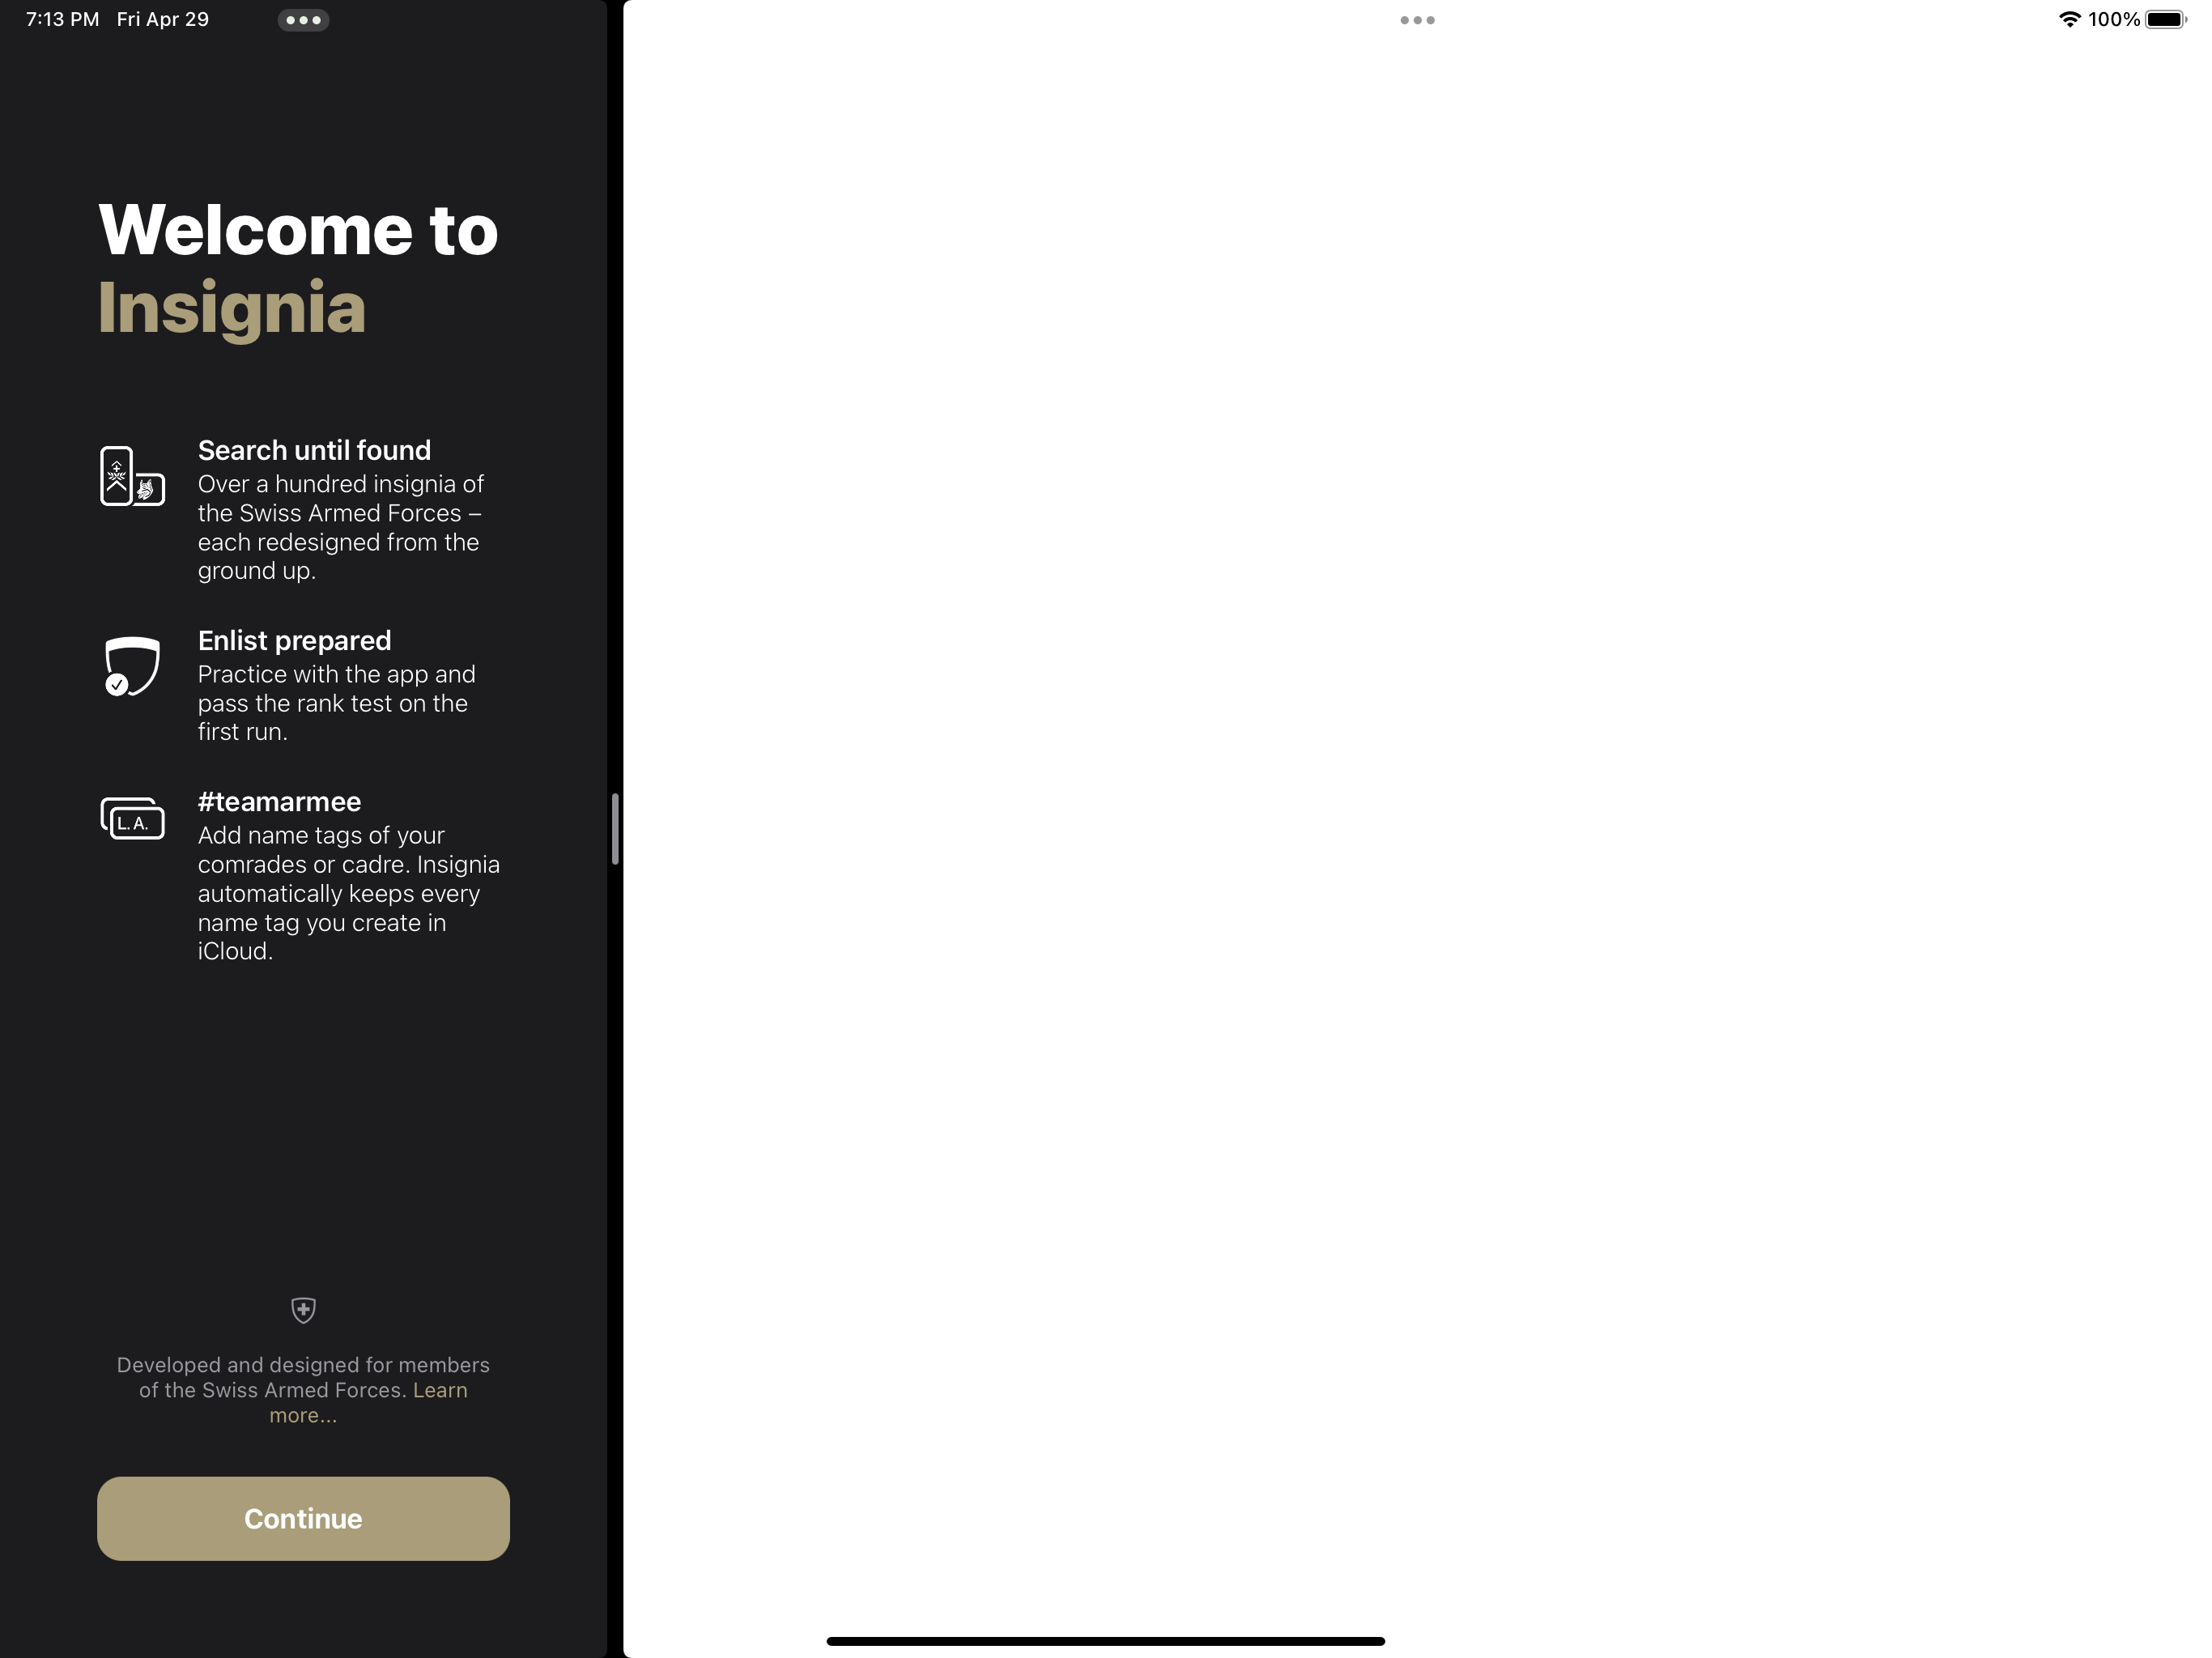 7:13 PM Fri Apr 29
100%
Welcome to
Insignia
Search until found
Over a hundred insignia of
the Swiss Armed Forces –
each redesigned from the
ground up.
Enlist prepared
Practice with the app and
pass the rank test on the
first run.
L. A.
#teamarmee
Add name tags of your
comrades or cadre. Insignia
automatically keeps every
name tag you create in
iCloud.
Developed and designed for members
of the Swiss Armed Forces. Learn
more...
Continue